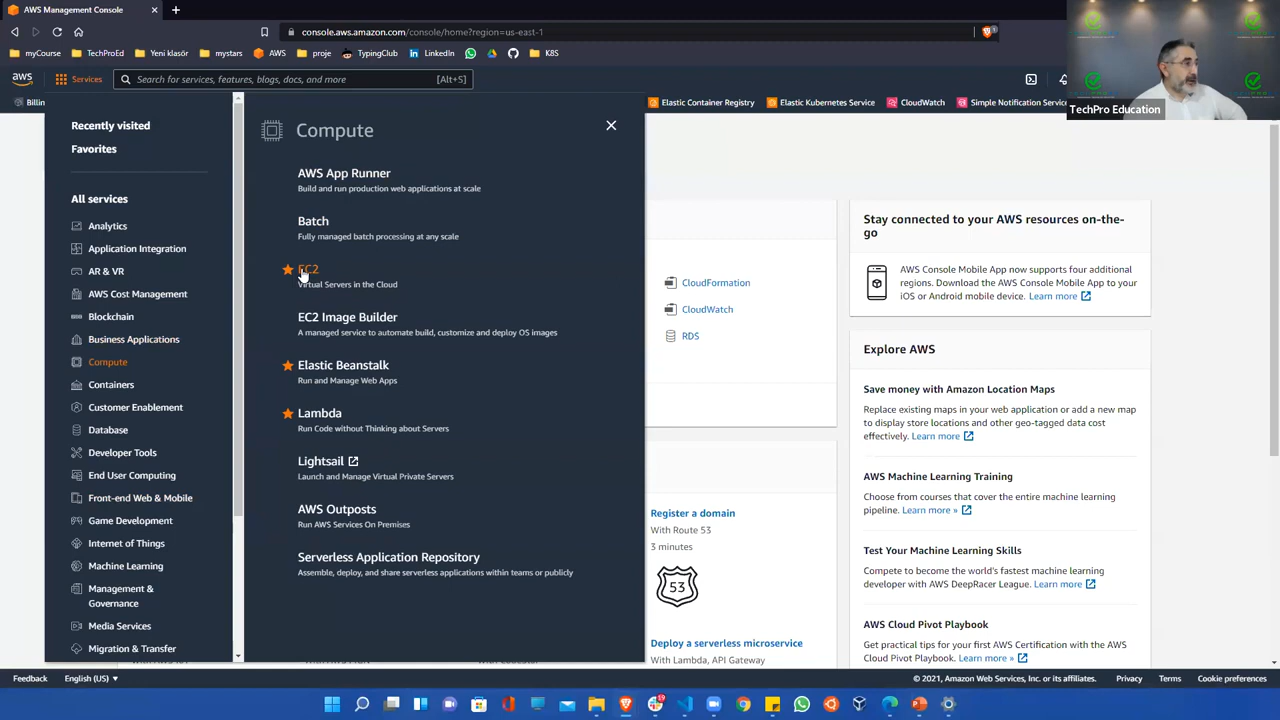 AWS Management Console
console.aws.amazon.com/console/home?region=us-east-1
myCourse
TechProEd
Yeni klasör
mystars
AWS
proje
TypingClub
LinkedIn
K8S
aws
Services
Search for services, features, blogs, docs, and more
[Alt+S]
TechPro Education
Billin
Elastic Container Registry
Elastic Kubernetes Service
CloudWatch
Simple Notification Servic
Recently visited
Favorites
All services
Analytics
Application Integration
AR & VR
AWS Cost Management
Blockchain
Business Applications
Compute
Containers
Customer Enablement
Database
Developer Tools
End User Computing
Front-end Web & Mobile
Game Development
Internet of Things
Machine Learning
Management &
Governance
Media Services
Migration & Transfer
Compute
AWS App Runner
Build and run production web applications at scale
Batch
Fully managed batch processing at any scale
EC2
Virtual Servers in the Cloud
EC2 Image Builder
A managed service to automate build, customize and deploy OS images
Elastic Beanstalk
Run and Manage Web Apps
Lambda
Run Code without Thinking about Servers
Lightsail
Launch and Manage Virtual Private Servers
AWS Outposts
Run AWS Services On Premises
Serverless Application Repository
Assemble, deploy, and share serverless applications within teams or publicly
CloudFormation
CloudWatch
RDS
Register a domain
With Route 53
3 minutes
53
Deploy a serverless microservice
With Lambda, API Gateway
Stay connected to your AWS resources on-the-
go
AWS Console Mobile App now supports four additional
regions. Download the AWS Console Mobile App to your
iOS or Android mobile device. Learn more
Explore AWS
Save money with Amazon Location Maps
Replace existing maps in your web application or add a new map
to display store locations and other geo-tagged data cost
effectively. Learn more
AWS Machine Learning Training
Choose from courses that cover the entire machine learning
pipeline. Learn more »
Test Your Machine Learning Skills
Compete to become the world's fastest machine learning
developer with AWS DeepRacer League. Learn more
AWS Cloud Pivot Playbook
Get practical tips for your first AWS Certification with the AWS
Cloud Pivot Playbook. Learn more »
Feedback
English (US)
© 2021, Amazon Web Services, Inc. or its affiliates.
Privacy
Terms
Cookie preferences
19